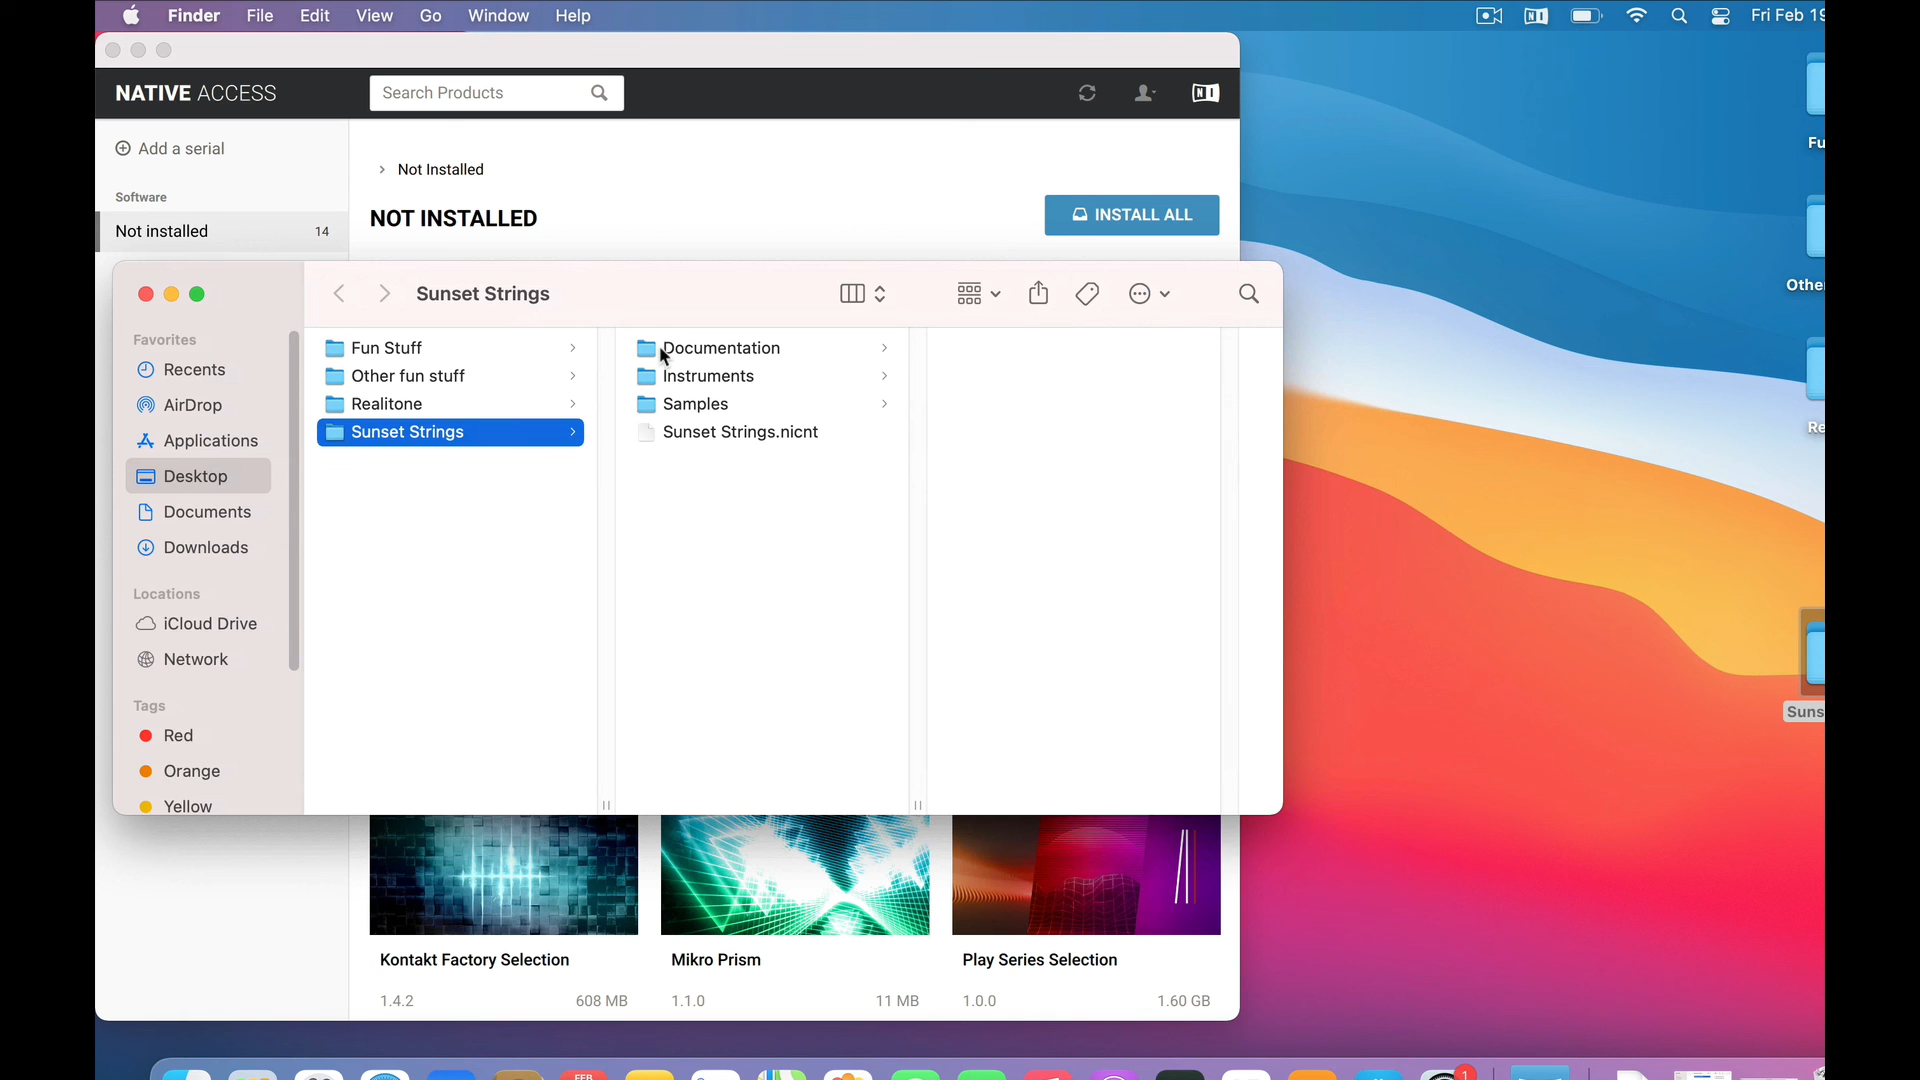 Finder File Edit View Go Window Help
NI
Fri Feb 19
NATIVE ACCESS
Search Products
NI
Add a serial
Software
Not installed 14
> Not Installed
NOT INSTALLED
INSTALL ALL
Sunset Strings
Favorites
Recents
AirDrop
Applications
Desktop
Documents
Downloads
Locations
iCloud Drive
Network
Tags
Red
Orange
Yellow
Fun Stuff
Other fun stuff
Realitone
Sunset Strings
Documentation
Instruments
Samples
Sunset Strings.nicnt
Kontakt Factory Selection
1.4.2 608 MB
Mikro Prism
1.1.0 11 MB
Play Series Selection
1.0.0 1.60 GB
Fu
Othe
Re
Suns
FEB
1